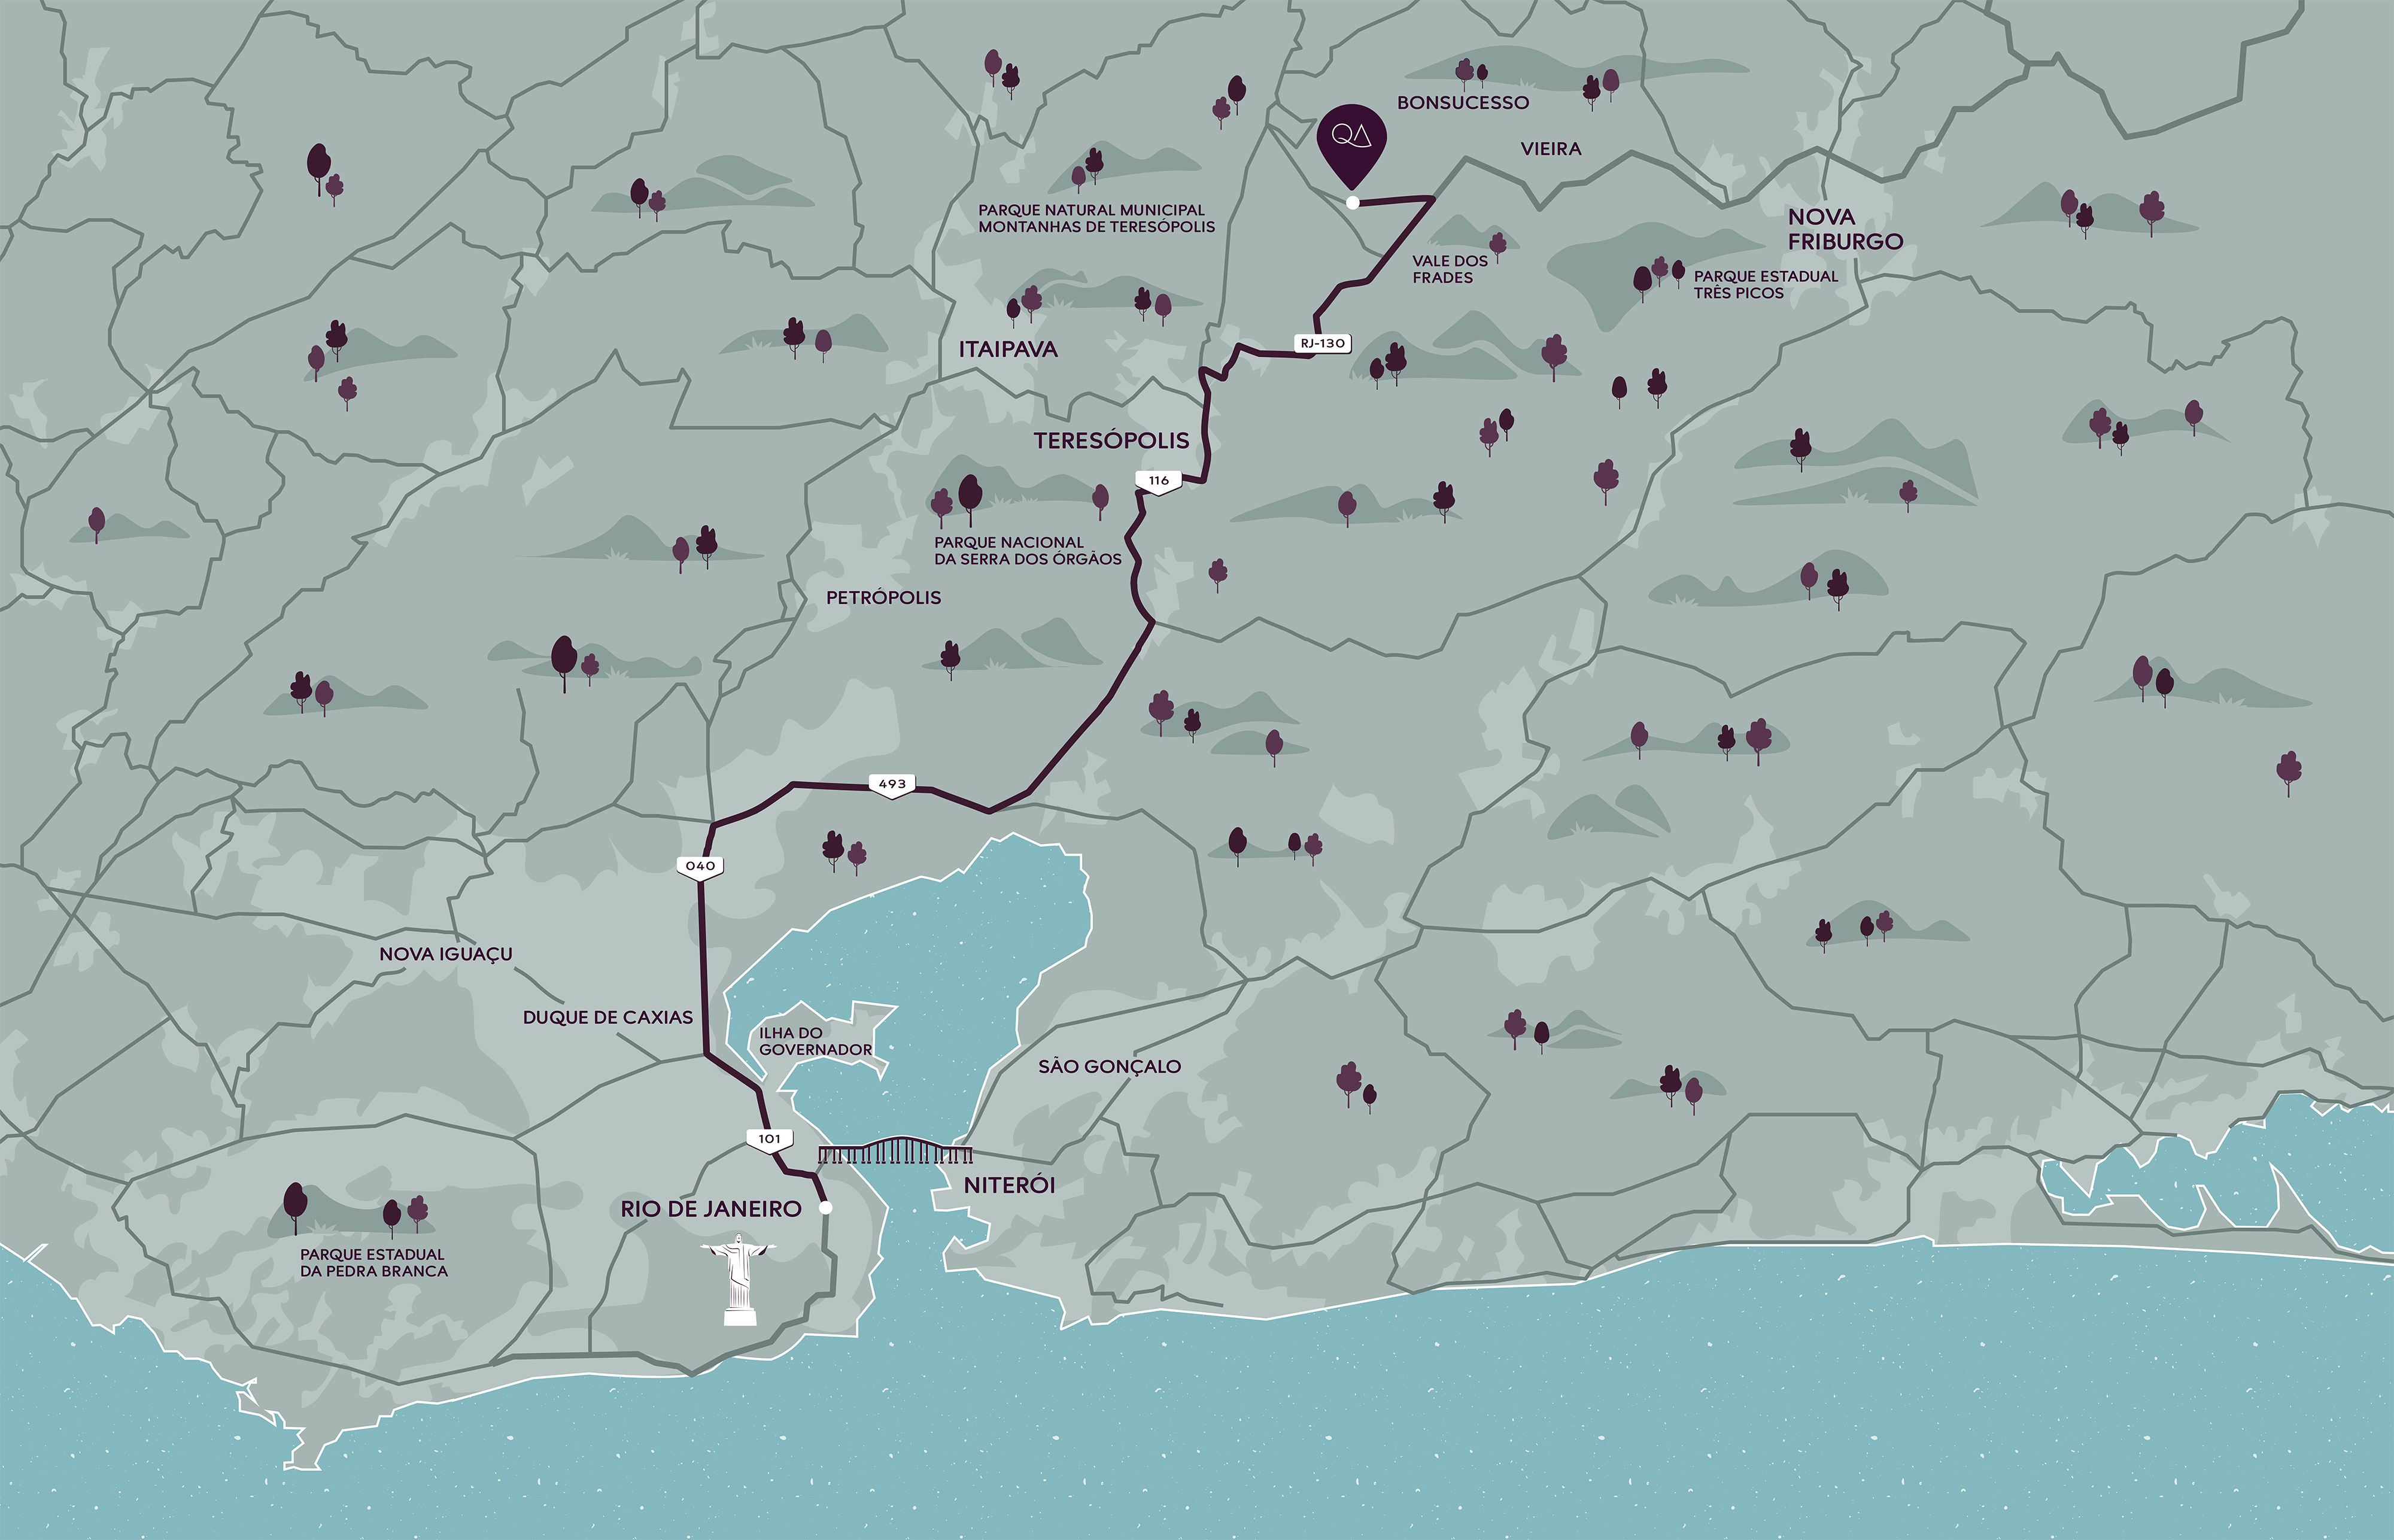 BONSUCESSO
QA
VIEIRA
PARQUE NATURAL MUNICIPAL
MONTANHAS DE TERESÓPOLIS
NOVA
FRIBURGO
VALE DOS
FRADES
PARQUE ESTADUAL
TRÊS PICOS
RJ-130
ITAIPAVA
TERESÓPOLIS
116
PARQUE NACIONAL
DA SERRA DOS ÓRGÃOS
PETRÓPOLIS
493
040
NOVA IGUAÇU
DUQUE DE CAXIAS
ILHA DO
GOVERNADOR
SÃO GONÇALO
101
NITERÓI
RIO DE JANEIRO
PARQUE ESTADUAL
DA PEDRA BRANCA